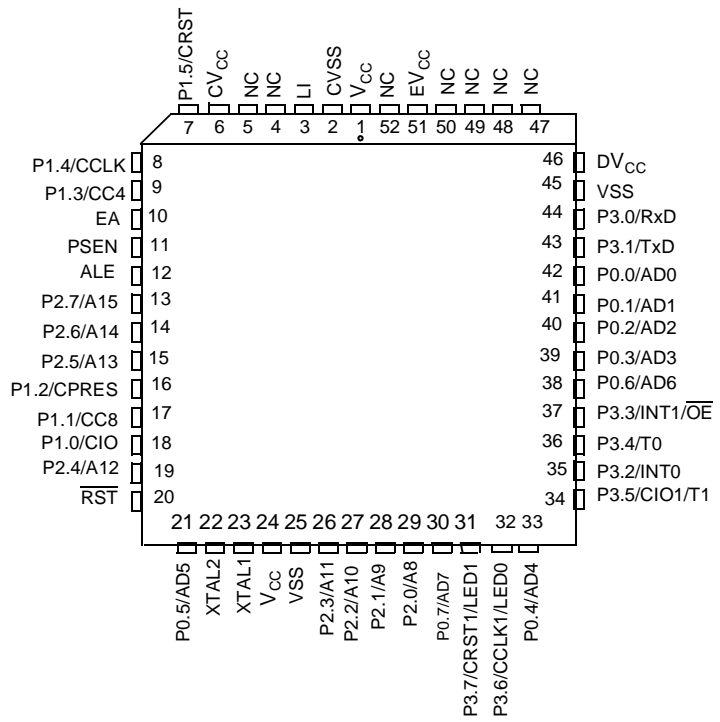 P1.5/CRST
CVCC
NC
NC
LI
CVSS
VCC
NC
EVCC
NC
NC
NC
NC
7 6 5 4 3 2 1 52 51 50 49 48 47
P1.4/CCLK 8
P1.3/CC4 9
EA 10
PSEN 11
ALE 12
P2.7/A15 13
P2.6/A14 14
P2.5/A13 15
P1.2/CPRES 16
P1.1/CC8 17
P1.0/CIO 18
P2.4/A12 19
RST 20
46 DVCC
45 VSS
44 P3.0/RxD
43 P3.1/TxD
42 P0.0/AD0
41 P0.1/AD1
40 P0.2/AD2
39 P0.3/AD3
38 P0.6/AD6
37 P3.3/INT1/OE
36 P3.4/T0
35 P3.2/INT0
34 P3.5/CIO1/T1
21 22 23 24 25 26 27 28 29 30 31 32 33
P0.5/AD5
XTAL2
XTAL1
VCC
VSS
P2.3/A11
P2.2/A10
P2.1/A9
P2.0/A8
P0.7/AD7
P3.7/CRST1/LED1
P3.6/CCLK1/LED0
P0.4/AD4